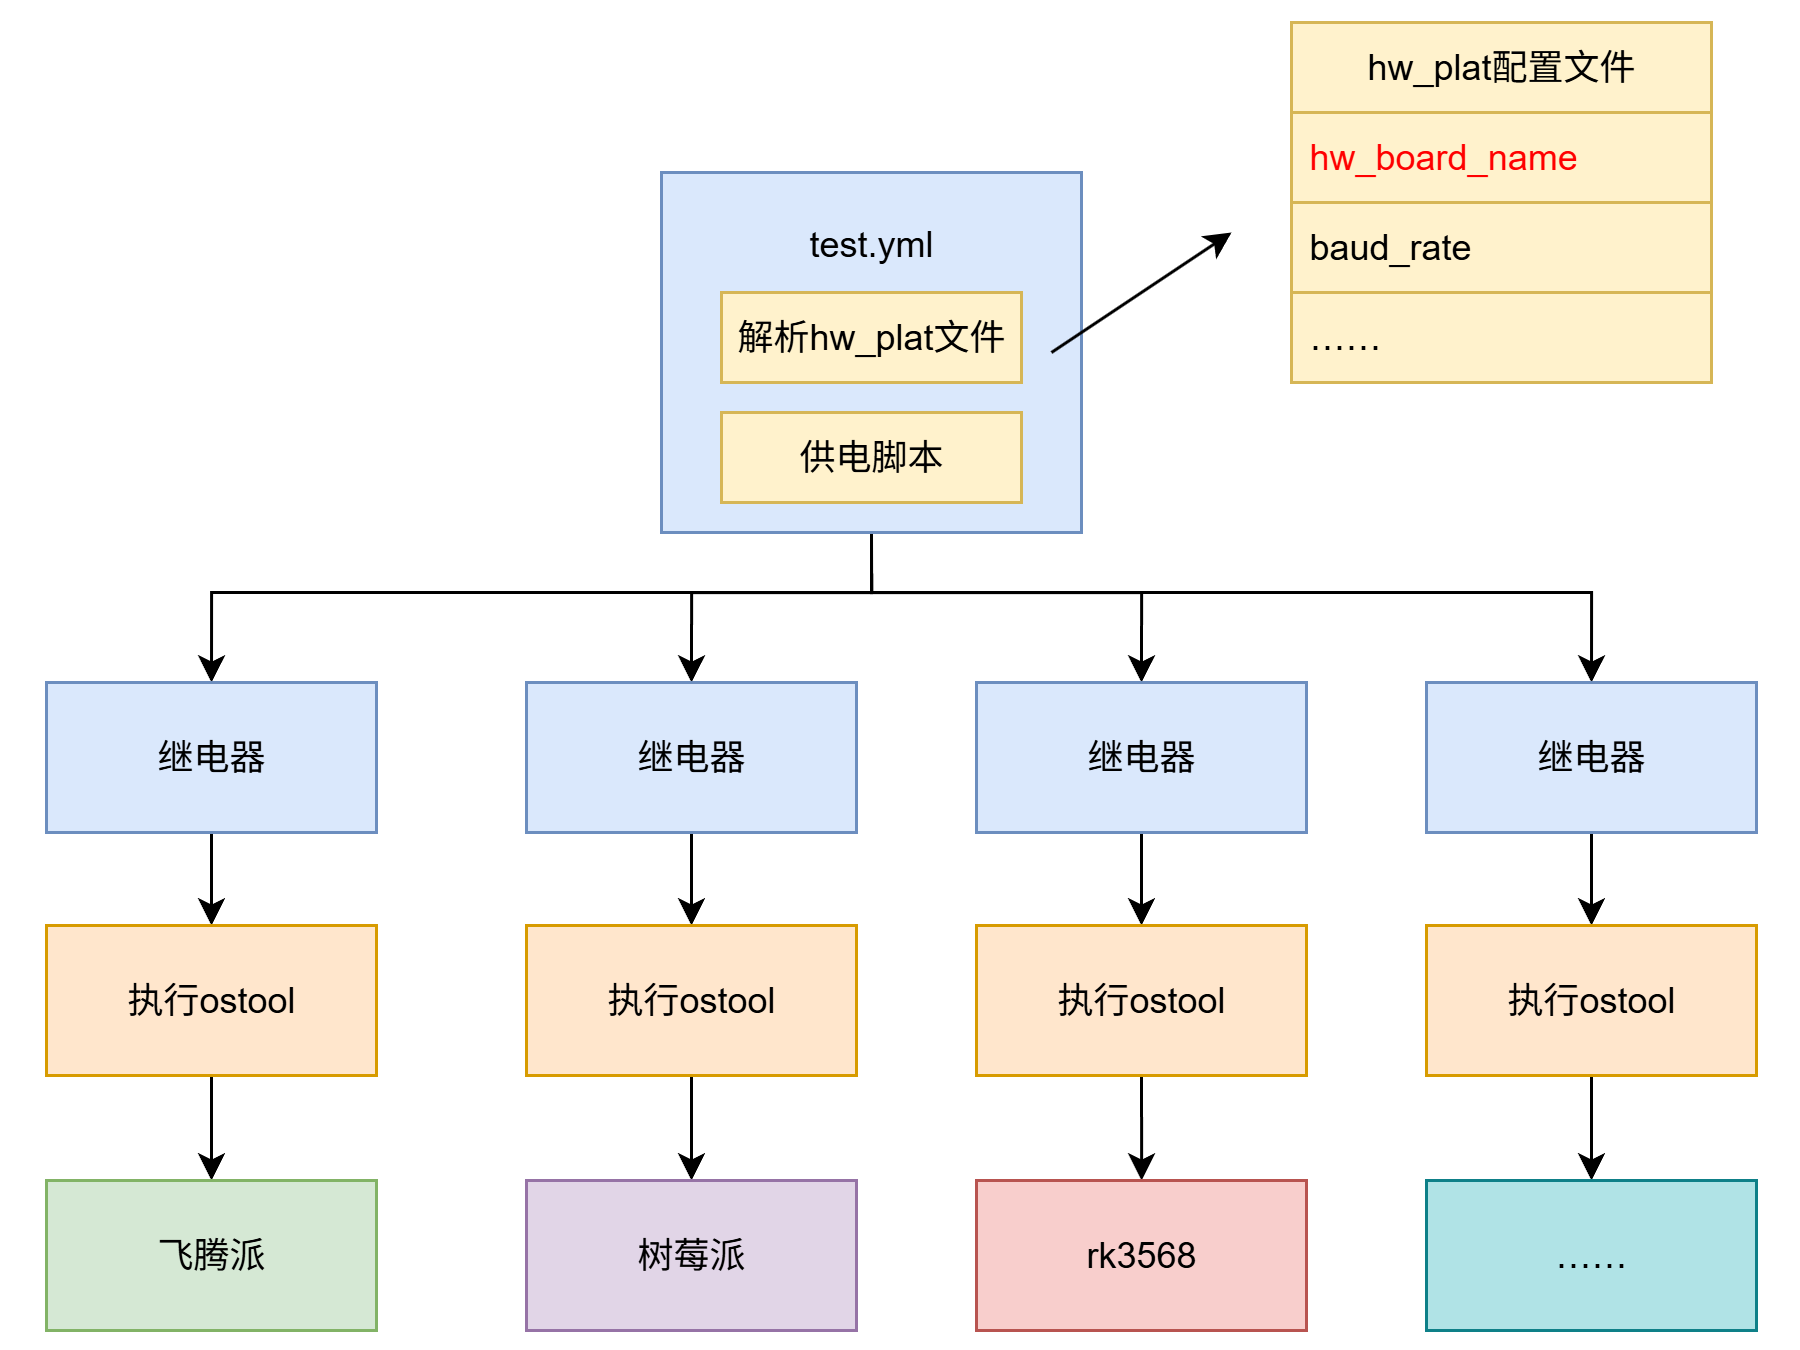 hw_plat配置文件
hw_board_name
baud_rate
……
test.yml
解析hw_plat文件
供电脚本
继电器
继电器
继电器
继电器
执行ostool
执行ostool
执行ostool
执行ostool
飞腾派
树莓派
rk3568
……